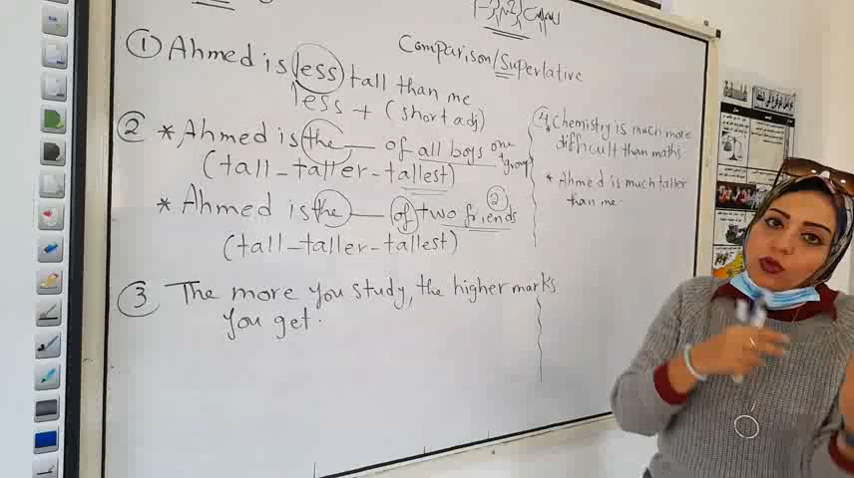 Comparison/Superlative
① Ahmed is less tall than me
less + (short adj)
② * Ahmed is the — of all boys one group
(tall – taller – tallest)
* Ahmed is the — of two friends ②
(tall – taller – tallest)
③ The more you study, the higher marks
you get.
④ * Chemistry is much more
difficult than maths
* Ahmed is much taller
than me